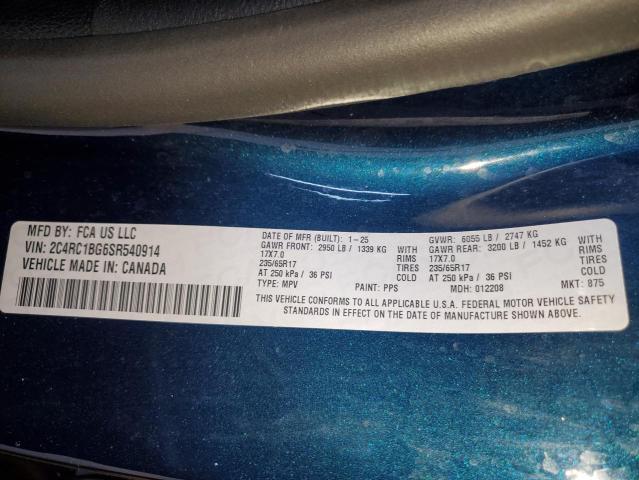 MFD BY: FCA US LLC
VIN: 2C4RC1BG6SR540914
VEHICLE MADE IN: CANADA
DATE OF MFR (BUILT): 1-25
GAWR FRONT: 2950 LB / 1339 KG WITH
17X7.0 RIMS
235/65R17 TIRES
AT 250 kPa / 36 PSI COLD
TYPE: MPV PAINT: PPS
GVWR: 6055 LB / 2747 KG
GAWR REAR: 3200 LB / 1452 KG WITH
17X7.0 RIMS
235/65R17 TIRES
AT 250 kPa / 36 PSI COLD
MDH: 012208 MKT: 875
THIS VEHICLE CONFORMS TO ALL APPLICABLE U.S.A. FEDERAL MOTOR VEHICLE SAFETY
STANDARDS IN EFFECT ON THE DATE OF MANUFACTURE SHOWN ABOVE.